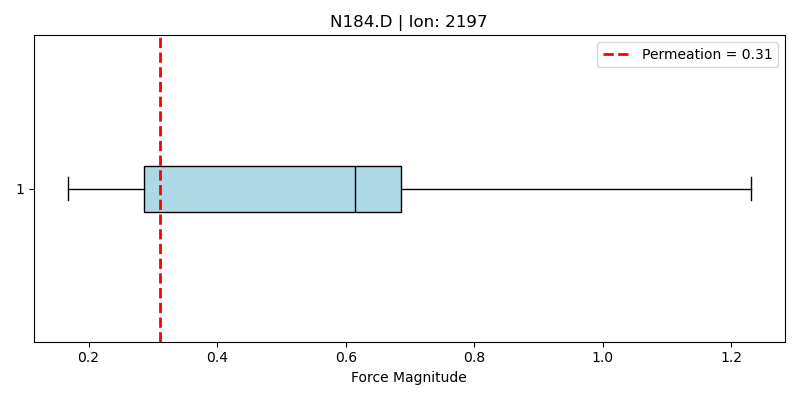 N184.D | Ion: 2197
Permeation = 0.31
1
0.2 0.4 0.6 0.8 1.0 1.2
Force Magnitude